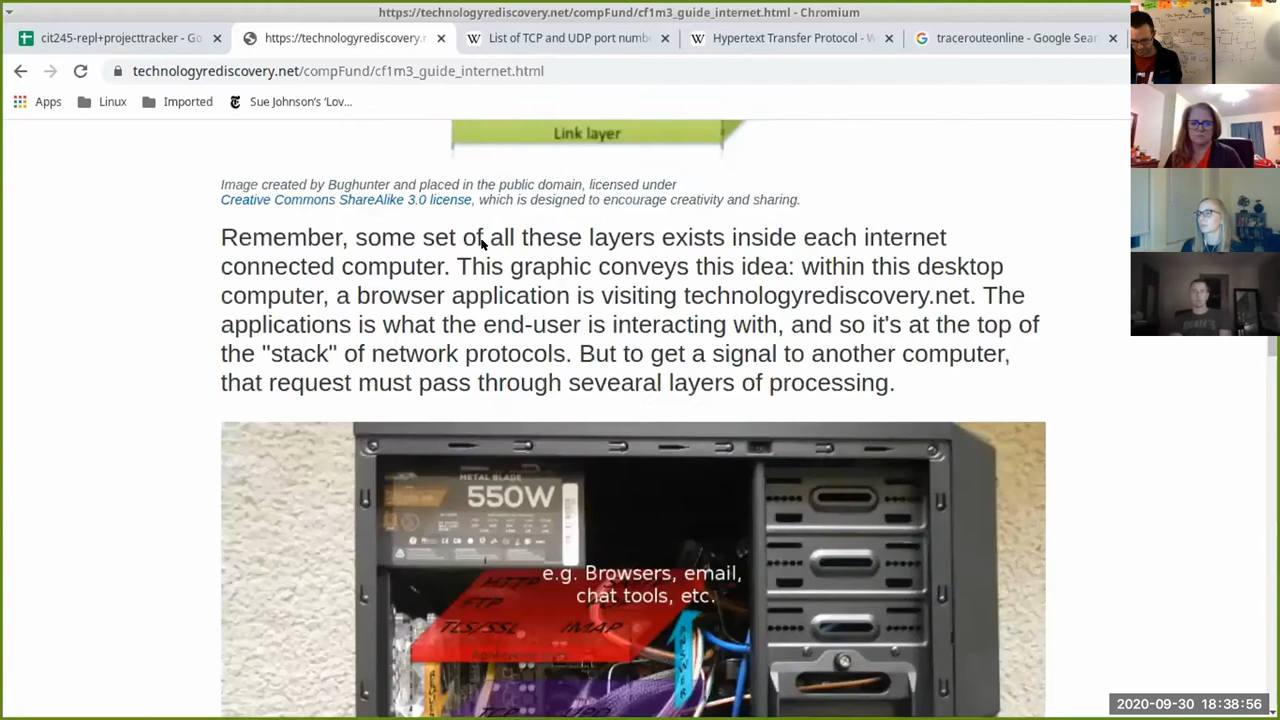 https://technologyrediscovery.net/compFund/cf1m3_guide_internet.html - Chromium
cit245-repl+projecttracker - Go
https://technologyrediscovery.n
List of TCP and UDP port numbe
Hypertext Transfer Protocol - W
tracerouteonline - Google Sear
technologyrediscovery.net/compFund/cf1m3_guide_internet.html
Apps
Linux
Imported
Sue Johnson's 'Lov...
Link layer
Image created by Bughunter and placed in the public domain, licensed under
Creative Commons ShareAlike 3.0 license, which is designed to encourage creativity and sharing.
Remember, some set of all these layers exists inside each internet
connected computer. This graphic conveys this idea: within this desktop
computer, a browser application is visiting technologyrediscovery.net. The
applications is what the end-user is interacting with, and so it's at the top of
the "stack" of network protocols. But to get a signal to another computer,
that request must pass through sevearal layers of processing.
METAL BLADE
550W
e.g. Browsers, email,
chat tools, etc.
HTTP
FTP
TLS/SSL IMAP
ANSWER
2020-09-30 18:38:56